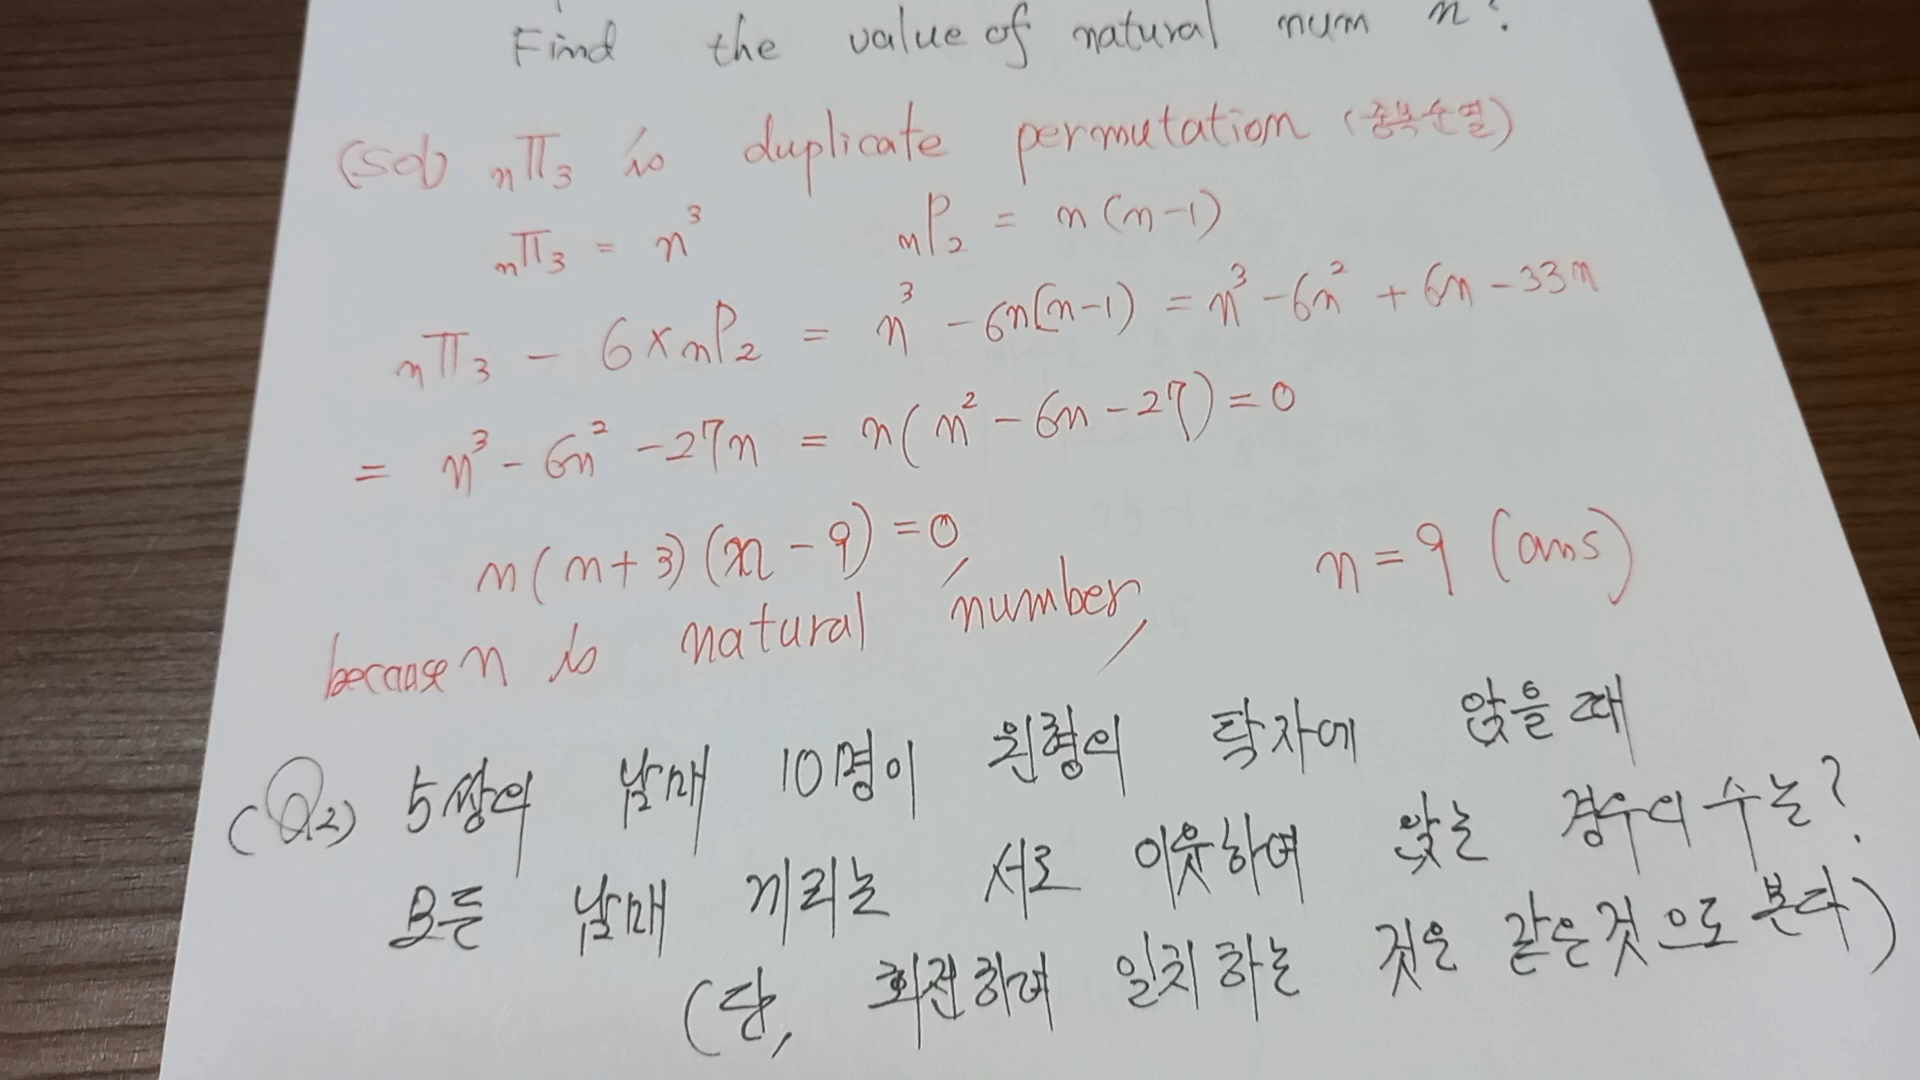 Find the value of natural num n?
(Sol) nΠ3 is duplicate permutation (중복순열)
nΠ3 = n³ nP2 = n(n-1)
nΠ3 - 6×nP2 = n³ - 6n(n-1) = n³ - 6n² + 6n - 33n
= n³ - 6n² - 27n = n(n² - 6n - 27) = 0
n(n+3)(n-9) = 0,
because n is natural number, n = 9 (ans)
(Q2) 5쌍의 남매 10명이 원형의 탁자에 앉을 때
모든 남매 끼리는 서로 이웃하여 앉는 경우의 수는?
(단, 회전하여 일치하는 것은 같은것으로 본다)